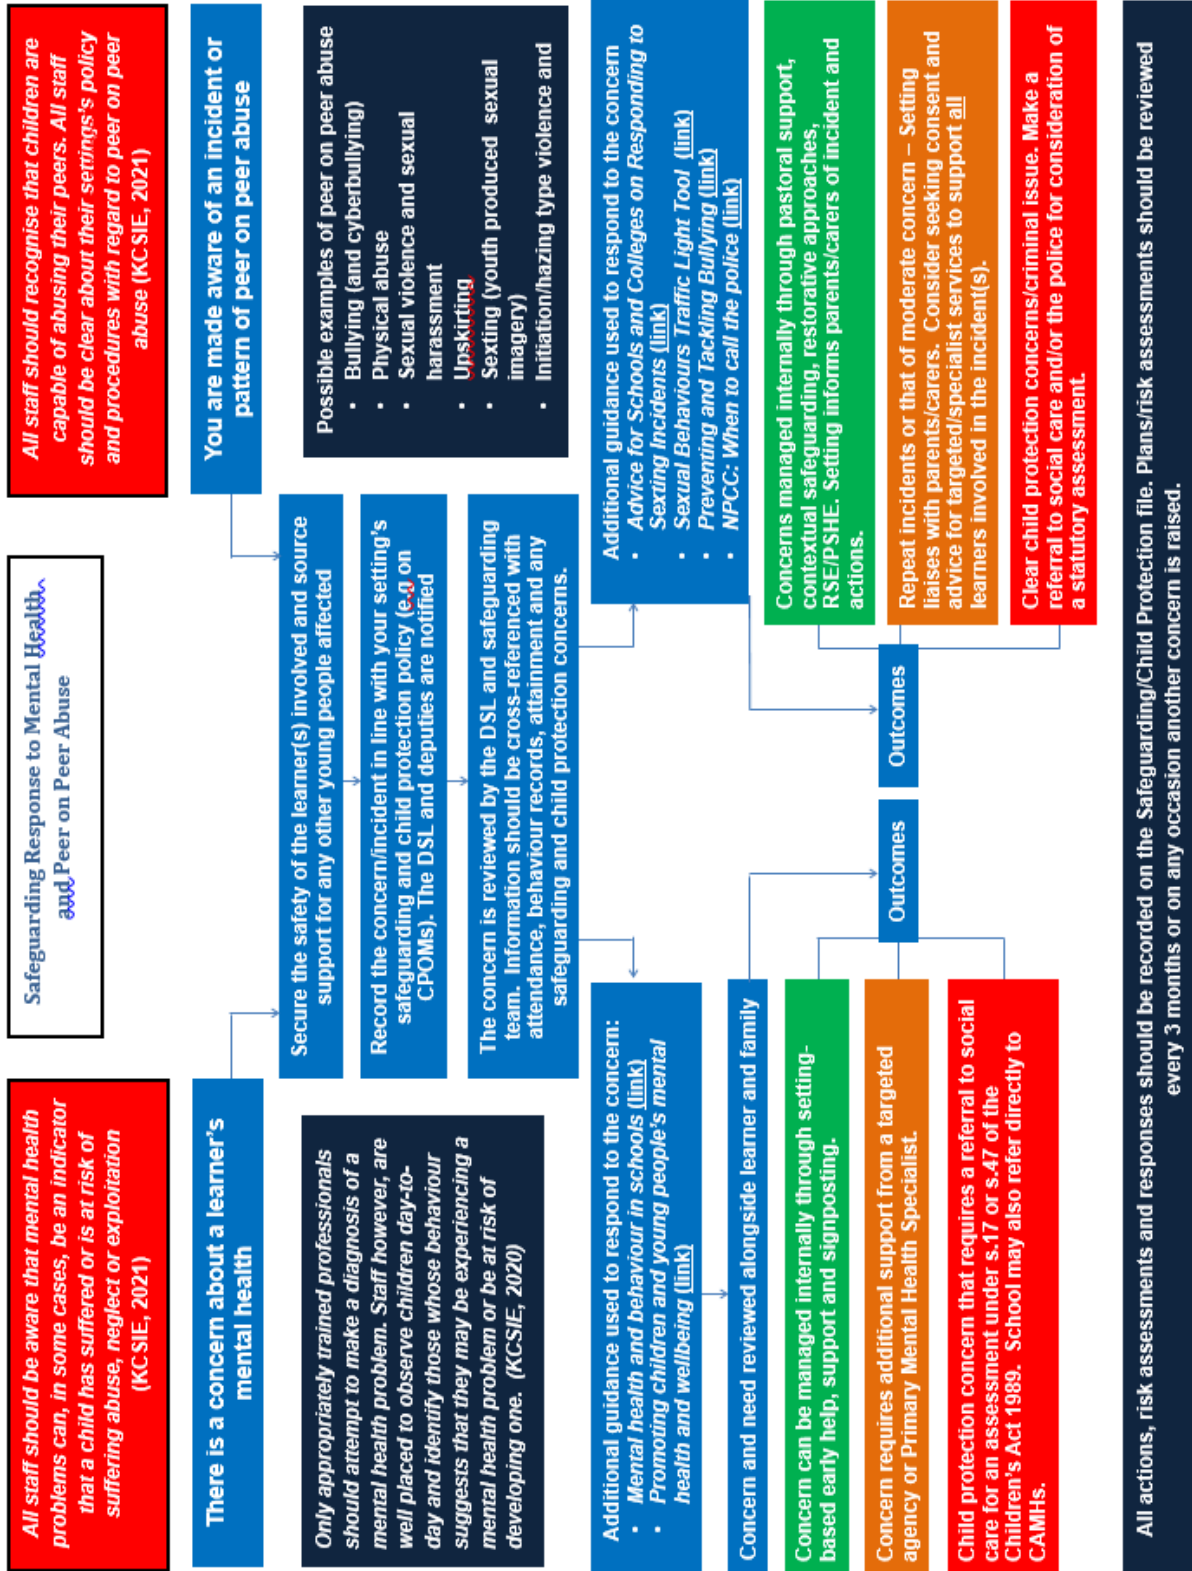 All staff should be aware that mental health
problems can, in some cases, be an indicator
that a child has suffered or is at risk of
suffering abuse, neglect or exploitation
(KCSIE, 2021)
Safeguarding Response to Mental Health
and Peer on Peer Abuse
All staff should recognise that children are
capable of abusing their peers. All staff
should be clear about their settings's policy
and procedures with regard to peer on peer
abuse (KCSIE, 2021)
There is a concern about a learner's
mental health
You are made aware of an incident or
pattern of peer on peer abuse
Secure the safety of the learner(s) involved and source
support for any other young people affected
Record the concern/incident in line with your setting's
safeguarding and child protection policy (e.g on
CPOMs). The DSL and deputies are notified
The concern is reviewed by the DSL and safeguarding
team. Information should be cross-referenced with
attendance, behaviour records, attainment and any
safeguarding and child protection concerns.
Only appropriately trained professionals
should attempt to make a diagnosis of a
mental health problem. Staff however, are
well placed to observe children day-to-
day and identify those whose behaviour
suggests that they may be experiencing a
mental health problem or be at risk of
developing one. (KCSIE, 2020)
Possible examples of peer on peer abuse
• Bullying (and cyberbullying)
• Physical abuse
• Sexual violence and sexual
harassment
• Upskirting
• Sexting (youth produced sexual
imagery)
• Initiation/hazing type violence and
Additional guidance used to respond to the concern:
• Mental health and behaviour in schools (link)
• Promoting children and young people's mental
health and wellbeing (link)
Additional guidance used to respond to the concern
• Advice for Schools and Colleges on Responding to
Sexting Incidents (link)
• Sexual Behaviours Traffic Light Tool (link)
• Preventing and Tackling Bullying (link)
• NPCC: When to call the police (link)
Concern and need reviewed alongside learner and family
Concern can be managed internally through setting-
based early help, support and signposting.
Concern requires additional support from a targeted
agency or Primary Mental Health Specialist.
Child protection concern that requires a referral to social
care for an assessment under s.17 or s.47 of the
Children's Act 1989. School may also refer directly to
CAMHs.
Outcomes
Outcomes
Concerns managed internally through pastoral support,
contextual safeguarding, restorative approaches,
RSE/PSHE. Setting informs parents/carers of incident and
actions.
Repeat incidents or that of moderate concern – Setting
liaises with parents/carers. Consider seeking consent and
advice for targeted/specialist services to support all
learners involved in the incident(s).
Clear child protection concerns/criminal issue. Make a
referral to social care and/or the police for consideration of
a statutory assessment.
All actions, risk assessments and responses should be recorded on the Safeguarding/Child Protection file. Plans/risk assessments should be reviewed
every 3 months or on any occasion another concern is raised.